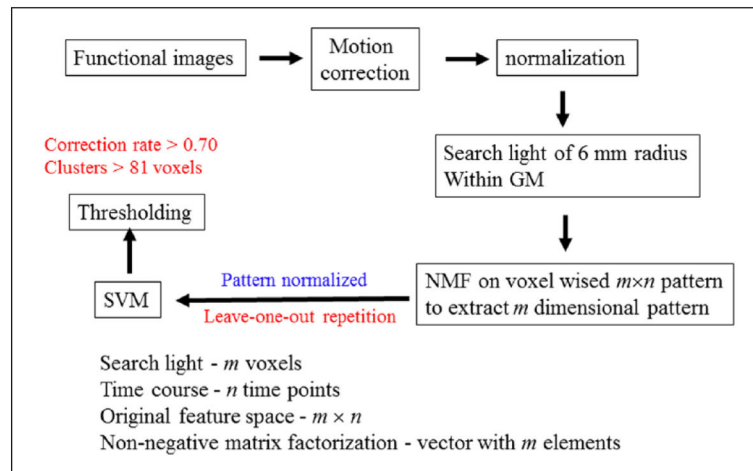 Functional images
Motion
correction
normalization
Search light of 6 mm radius
Within GM
NMF on voxel wised m×n pattern
to extract m dimensional pattern
Pattern normalized
Leave-one-out repetition
SVM
Thresholding
Correction rate > 0.70
Clusters > 81 voxels
Search light - m voxels
Time course - n time points
Original feature space - m × n
Non-negative matrix factorization - vector with m elements